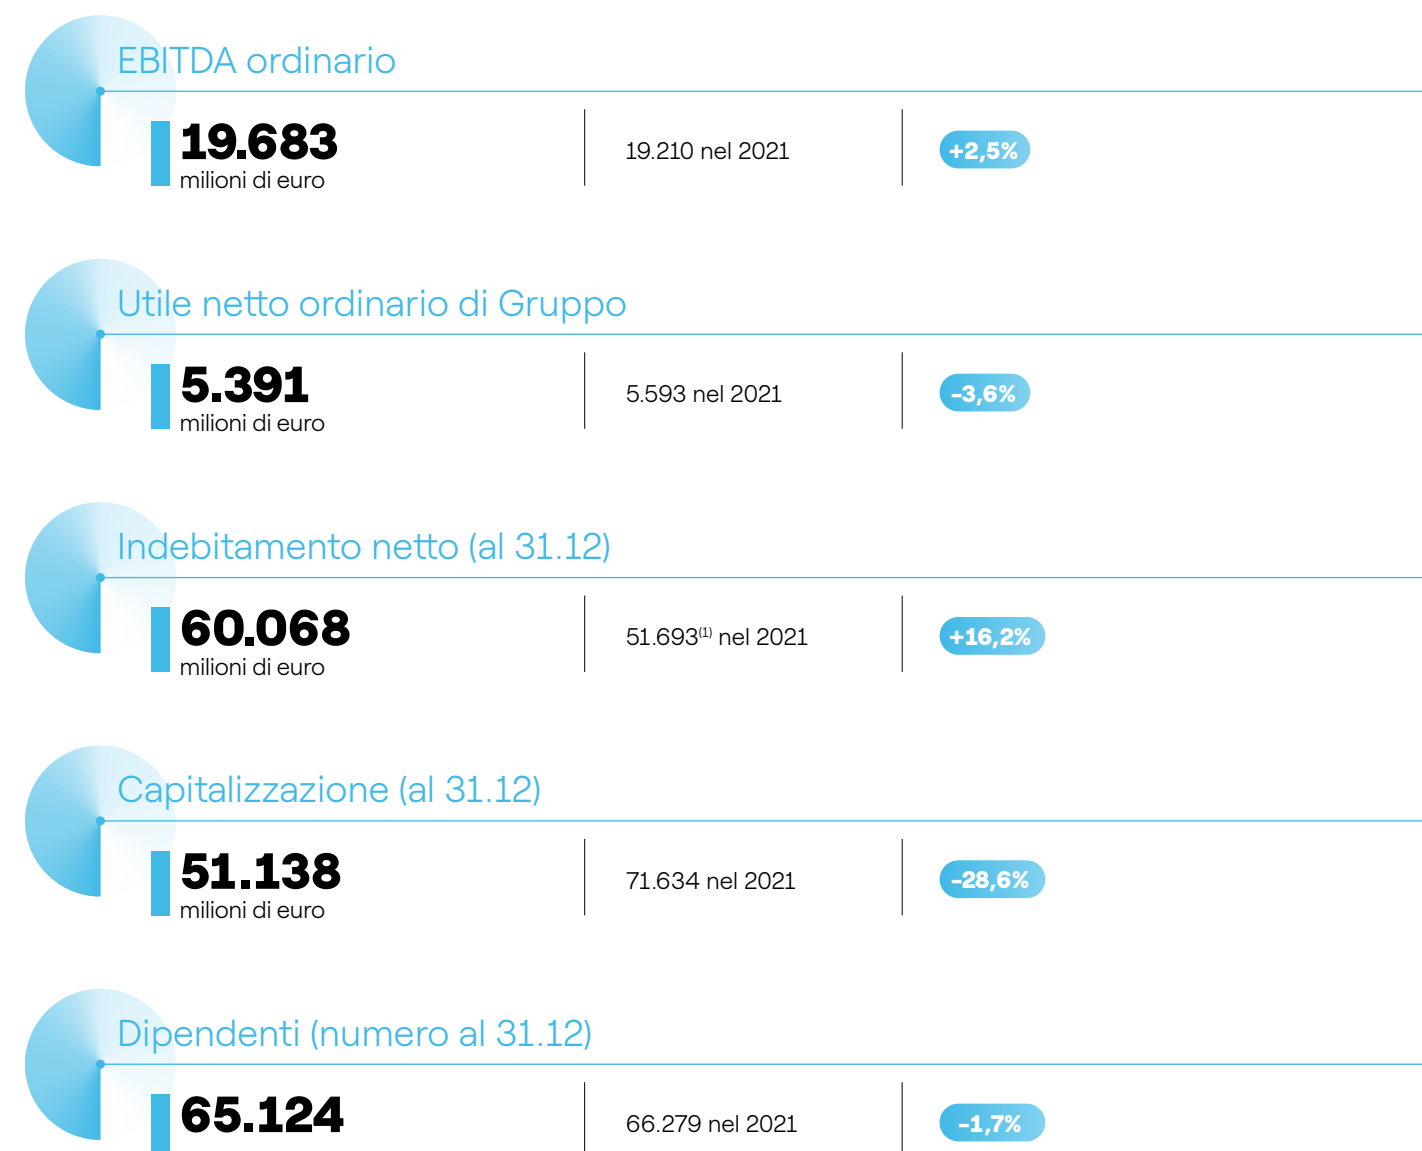 EBITDA ordinario
19.683
milioni di euro
19.210 nel 2021
+2,5%
Utile netto ordinario di Gruppo
5.391
milioni di euro
5.593 nel 2021
-3,6%
Indebitamento netto (al 31.12)
60.068
milioni di euro
51.693(1) nel 2021
+16,2%
Capitalizzazione (al 31.12)
51.138
milioni di euro
71.634 nel 2021
-28,6%
Dipendenti (numero al 31.12)
65.124
66.279 nel 2021
-1,7%